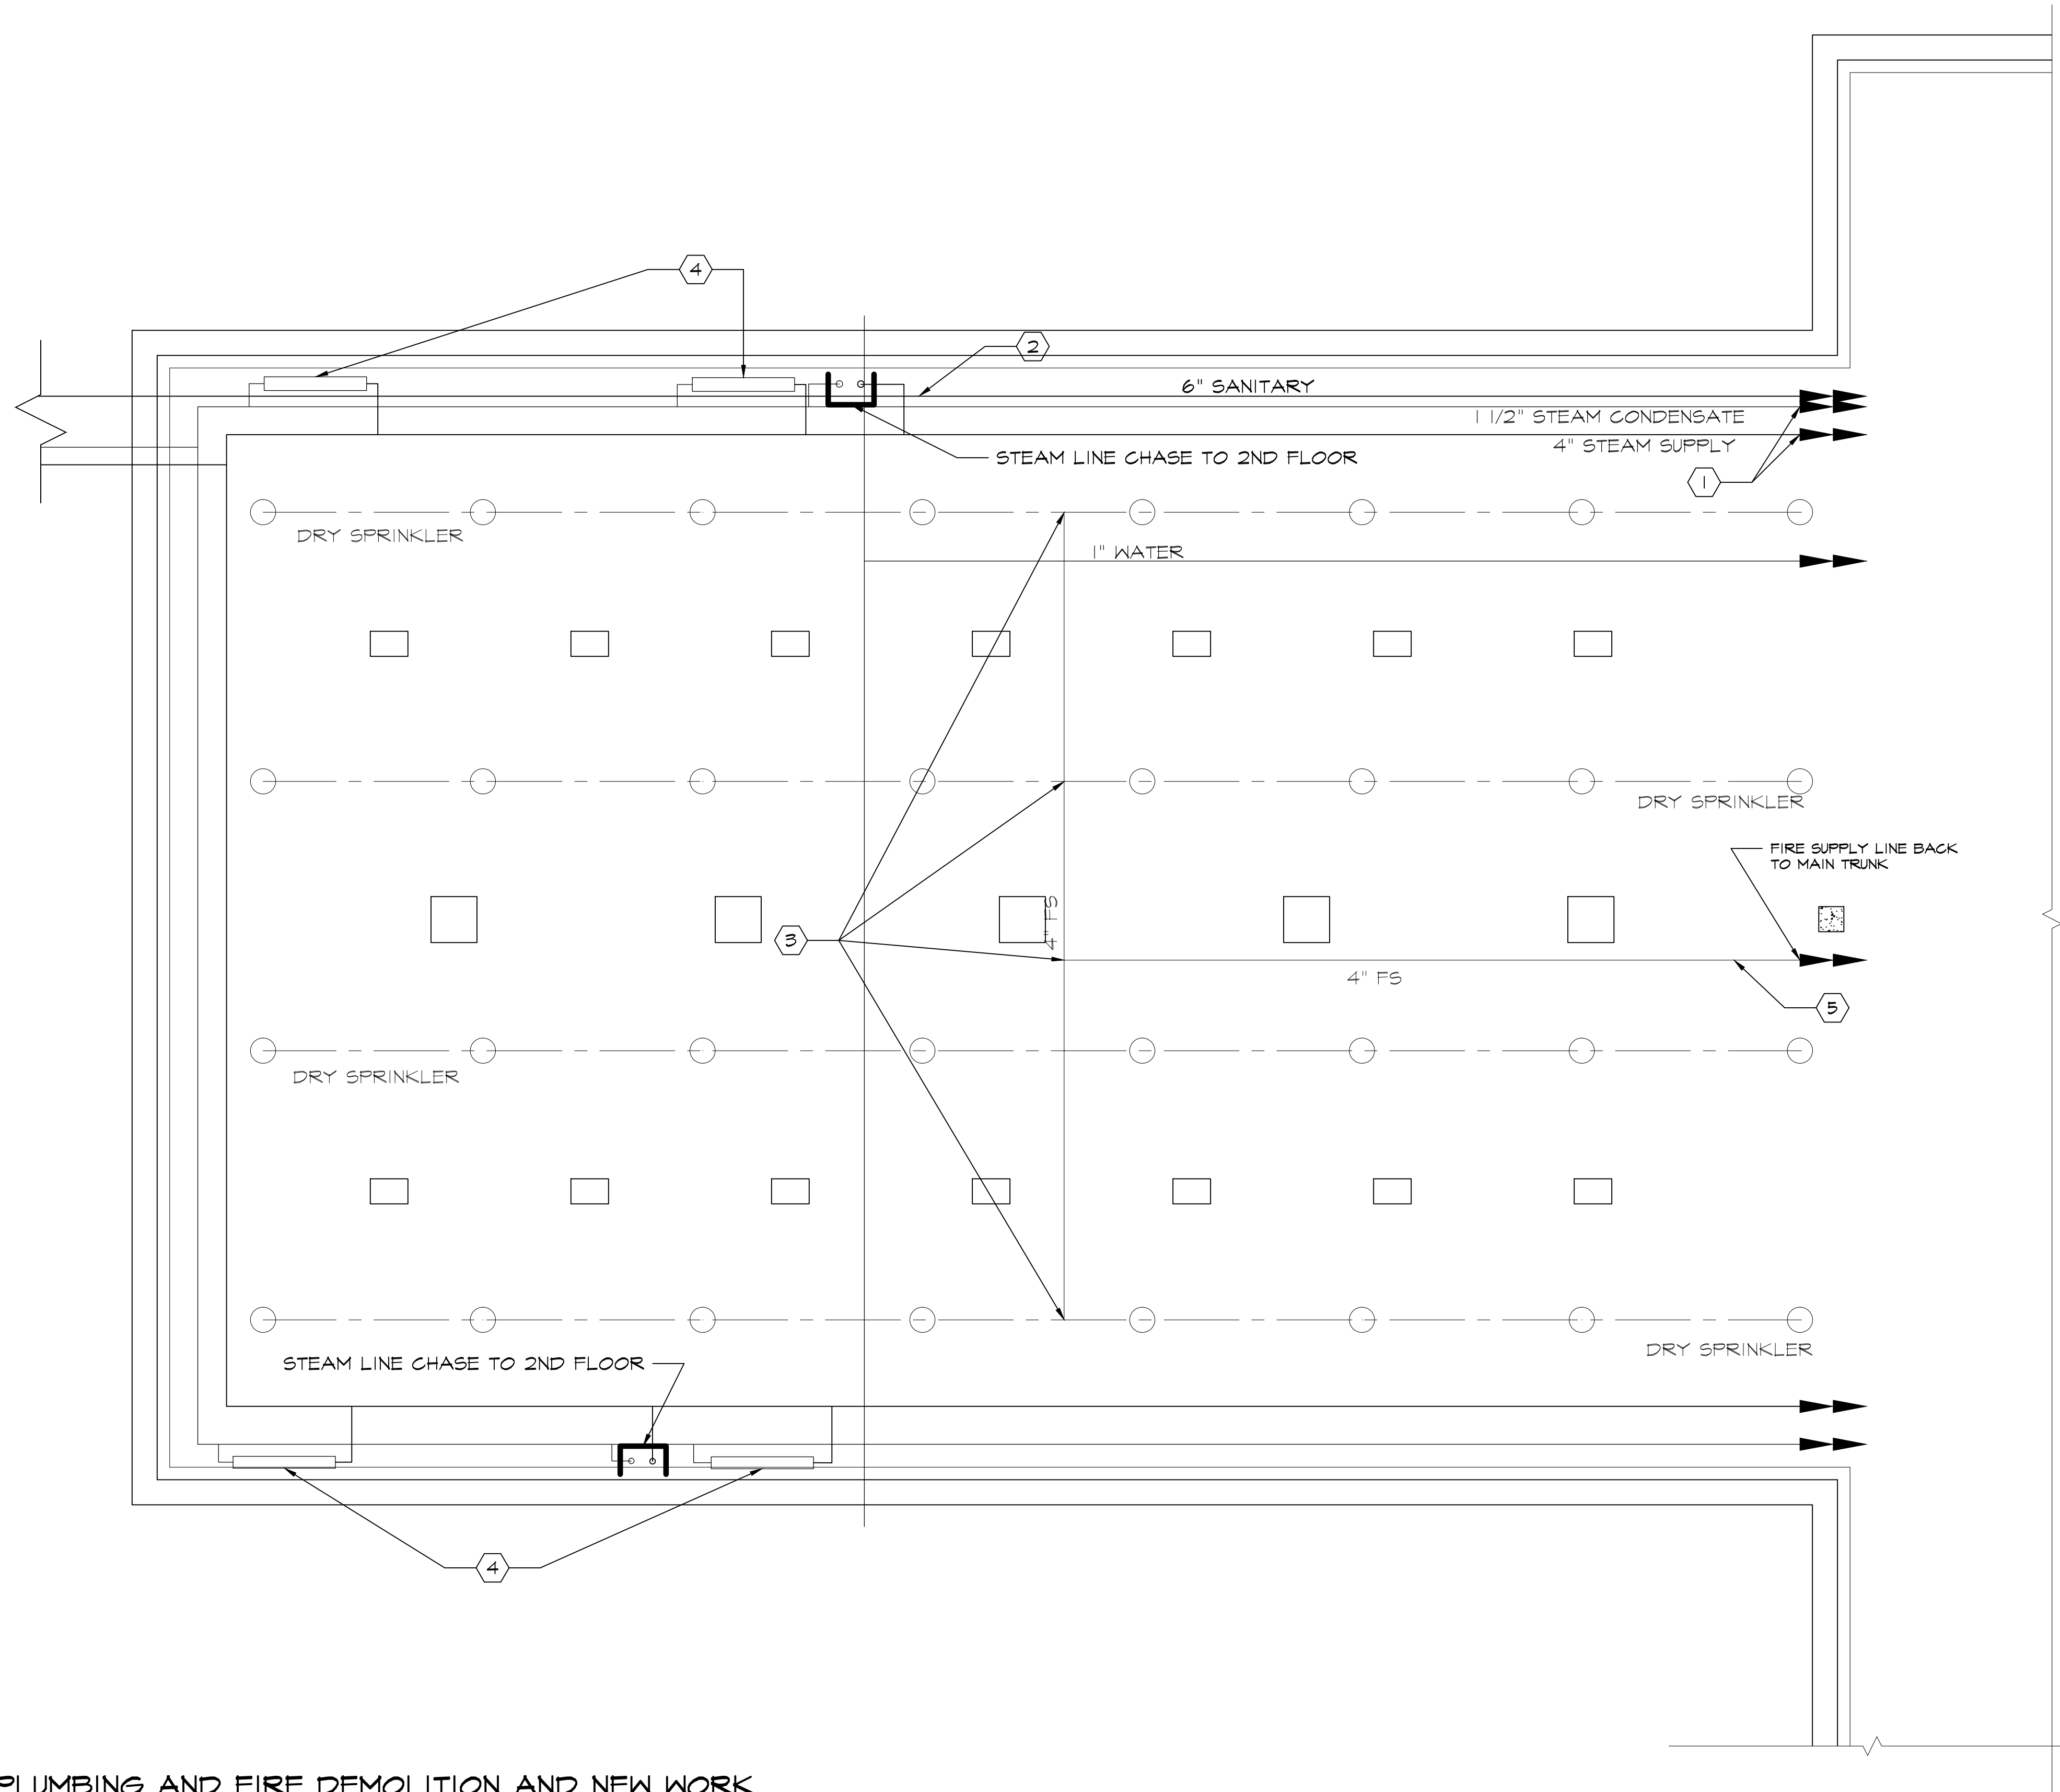 4
2
6" SANITARY
1 1/2" STEAM CONDENSATE
4" STEAM SUPPLY
STEAM LINE CHASE TO 2ND FLOOR
1
DRY SPRINKLER
1" WATER
DRY SPRINKLER
FIRE SUPPLY LINE BACK
TO MAIN TRUNK
4" FS
3
4" FS
5
DRY SPRINKLER
DRY SPRINKLER
STEAM LINE CHASE TO 2ND FLOOR
4
PLUMBING AND FIRE DEMOLITION AND NEW WORK